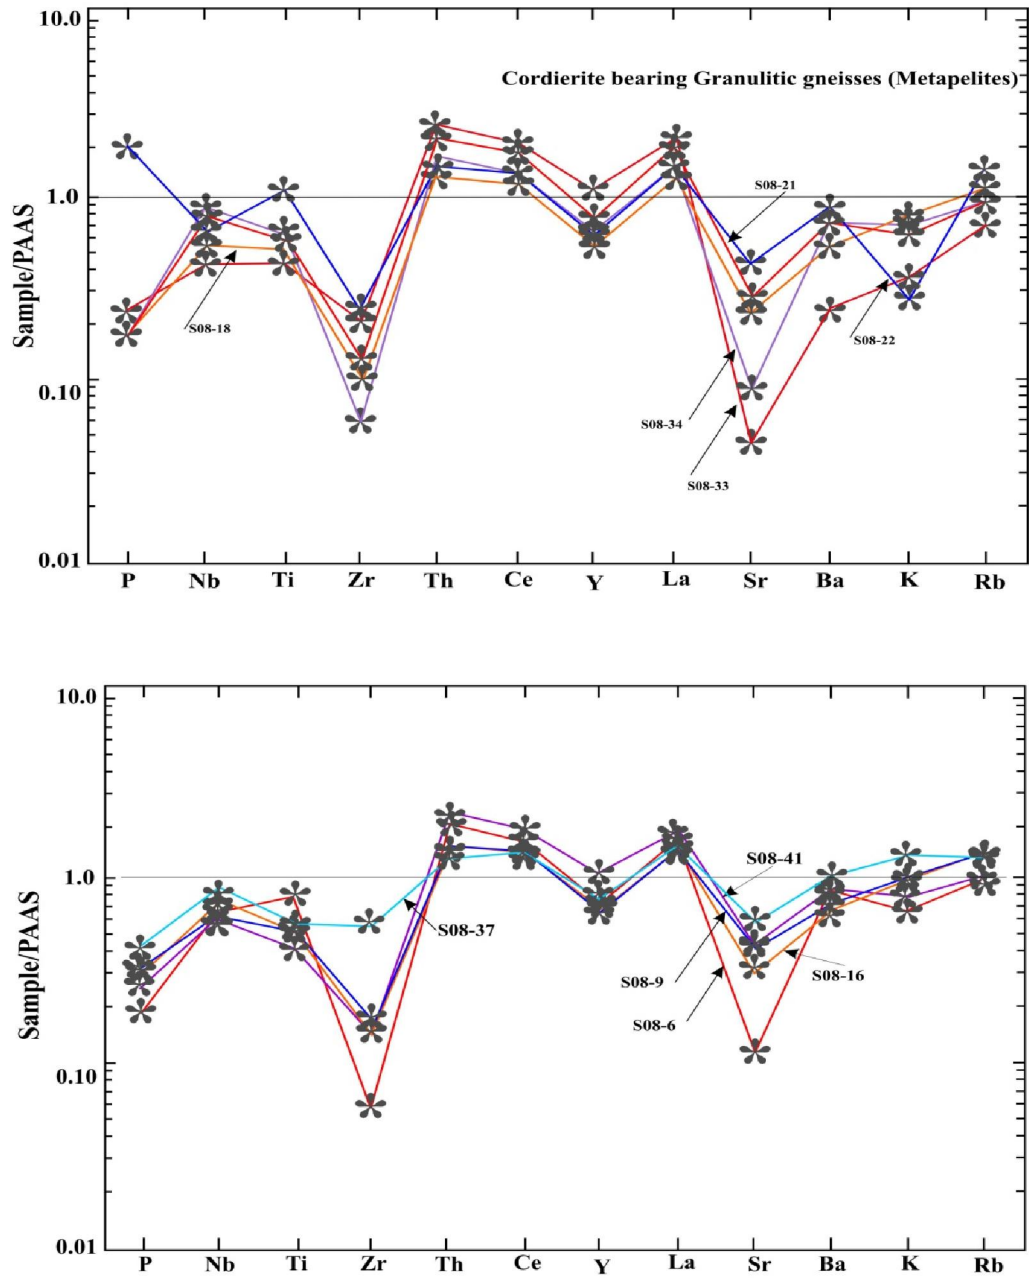 10.0
Cordierite bearing Granulitic gneisses (Metapelites)
S08-21
1.0
Sample/PAAS
S08-18
S08-22
0.10
S08-34
S08-33
0.01
P Nb Ti Zr Th Ce Y La Sr Ba K Rb
10.0
1.0
S08-41
S08-37
Sample/PAAS
S08-9
S08-16
S08-6
0.10
0.01
P Nb Ti Zr Th Ce Y La Sr Ba K Rb